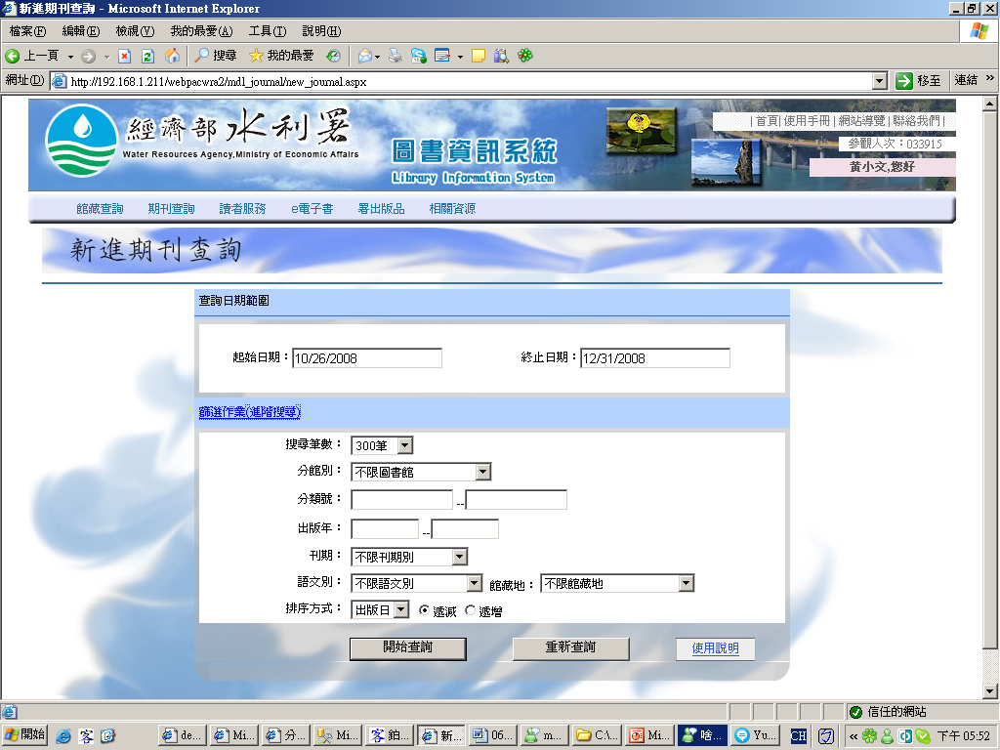 新進期刊查詢 - Microsoft Internet Explorer
檔案(F) 編輯(E) 檢視(V) 我的最愛(A) 工具(T) 說明(H)
上一頁 搜尋 我的最愛
網址(D) http://192.168.1.211/webpacwra2/mdl_journal/new_journal.aspx 移至 連結 »
經濟部水利署
Water Resources Agency,Ministry of Economic Affairs
圖書資訊系統
Library Information System
| 首頁| 使用手冊 | 網站導覽 | 聯絡我們 |
參觀人次：033915
黃小文,您好
館藏查詢 期刊查詢 讀者服務 e電子書 署出版品 相關資源
新進期刊查詢
查詢日期範圍
起始日期：10/26/2008 終止日期：12/31/2008
篩選作業(進階搜尋)
搜尋筆數： 300筆
分館別： 不限圖書館
分類號： --
出版年： --
刊期： 不限刊期別
語文別： 不限語文別 館藏地： 不限館藏地
排序方式： 出版日 遞減 遞增
開始查詢 重新查詢 使用說明
信任的網站
開始 客 de... Mi... 分... Mi... 客 鉑... 新... 06... m... C:\... Mi... 啥... Yu... CH « 下午 05:52